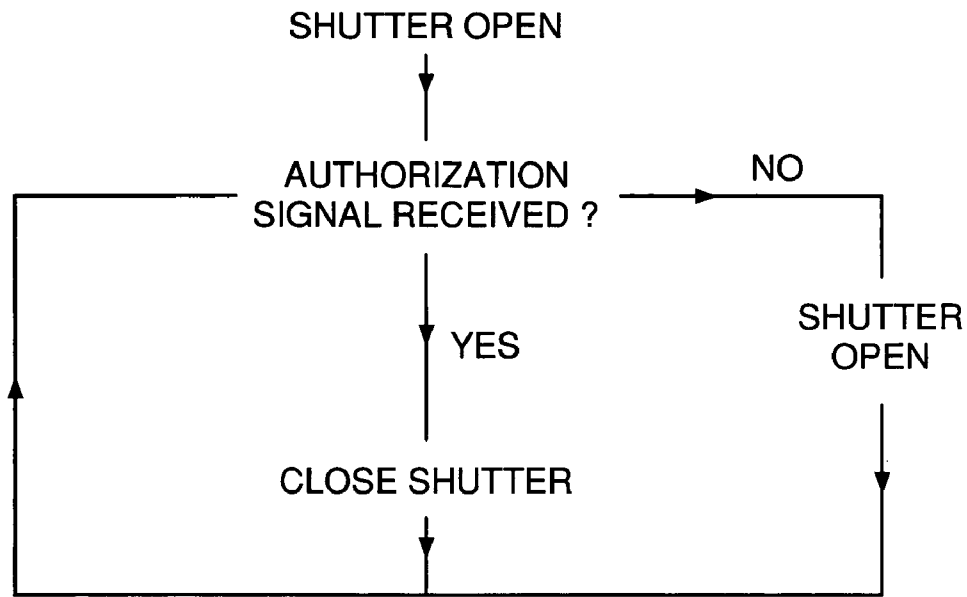 SHUTTER OPEN
AUTHORIZATION
SIGNAL RECEIVED ?
NO
YES
SHUTTER
OPEN
CLOSE SHUTTER